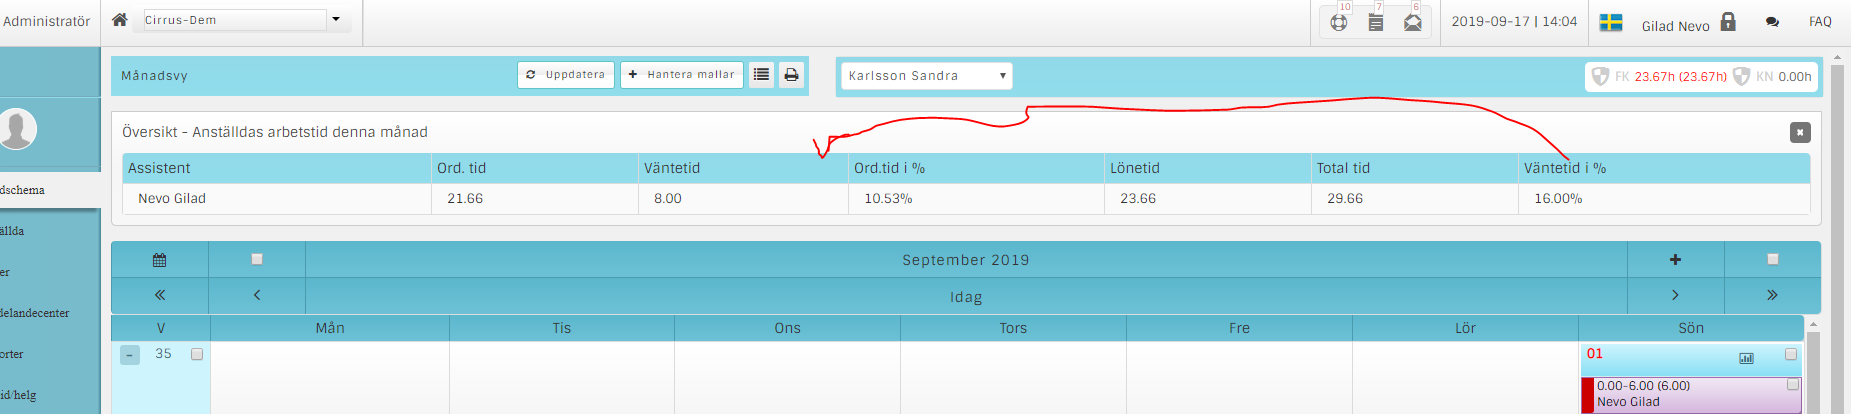 Administratör
Cirrus-Dem
10
7
6
2019-09-17 | 14:04
Gilad Nevo
FAQ
Månadsvy
Uppdatera
Hantera mallar
Karlsson Sandra
FK 23.67h (23.67h) KN 0.00h
Översikt - Anställdas arbetstid denna månad
Assistent Ord. tid Väntetid Ord.tid i % Lönetid Total tid Väntetid i %
Nevo Gilad 21.66 8.00 10.53% 23.66 29.66 16.00%
dschema
ällda
er
delandecenter
orter
id/helg
September 2019
Idag
V Mån Tis Ons Tors Fre Lör Sön
35
01
0.00-6.00 (6.00)
Nevo Gilad